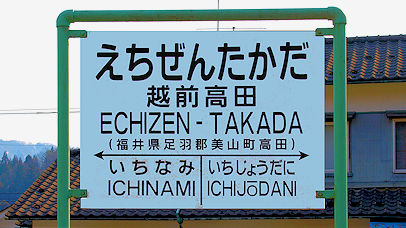 えちぜんたかだ
越前高田
ECHIZEN-TAKADA
(福井県足羽郡美山町高田)
いちなみ いちじょうだに
ICHINAMI ICHIJŌDANI